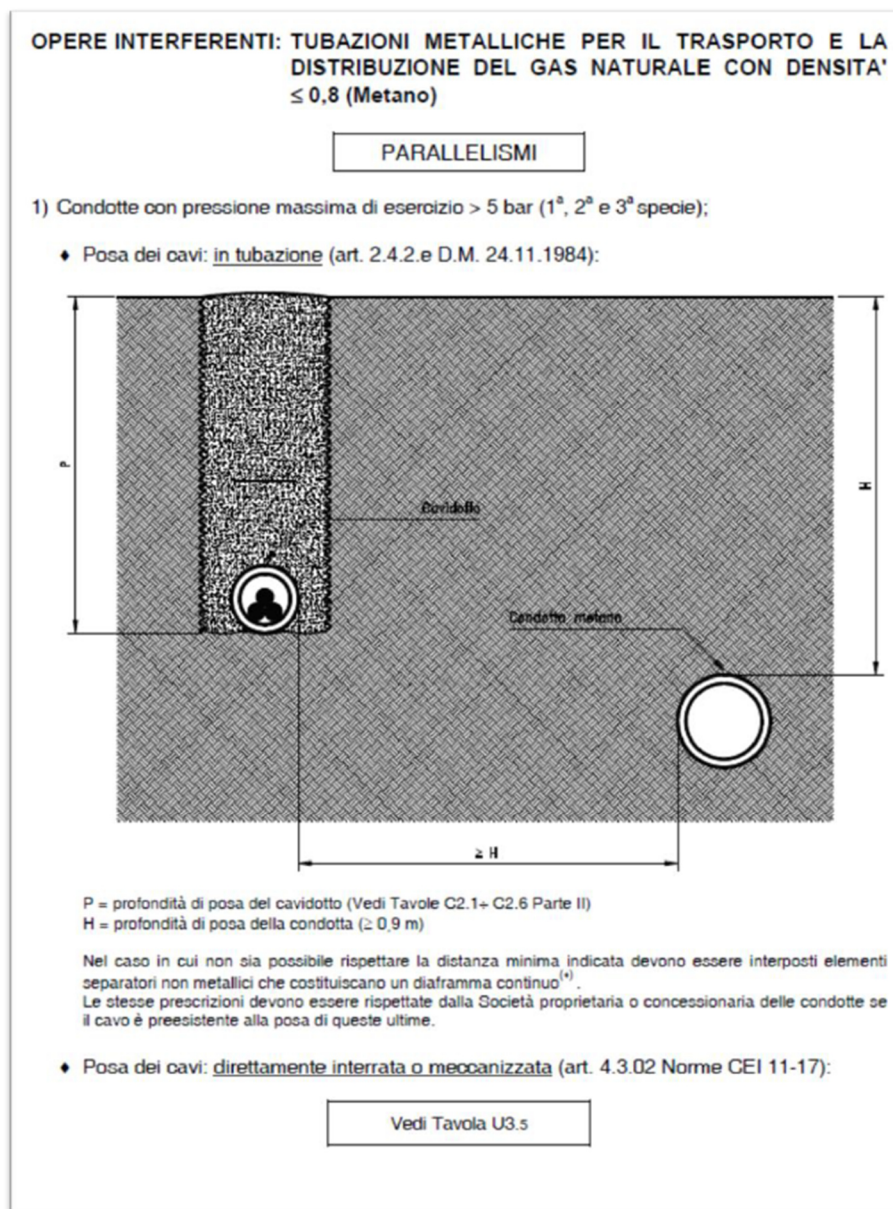 OPERE INTERFERENTI: TUBAZIONI METALLICHE PER IL TRASPORTO E LA
DISTRIBUZIONE DEL GAS NATURALE CON DENSITA'
≤ 0,8 (Metano)
PARALLELISMI
1) Condotte con pressione massima di esercizio > 5 bar (1ª, 2ª e 3ª specie);
♦ Posa dei cavi: in tubazione (art. 2.4.2.e D.M. 24.11.1984):
P
H
Cavidotto
Condotta metano
≥ H
P = profondità di posa del cavidotto (Vedi Tavole C2.1÷ C2.6 Parte II)
H = profondità di posa della condotta (≥ 0,9 m)
Nel caso in cui non sia possibile rispettare la distanza minima indicata devono essere interposti elementi
separatori non metallici che costituiscano un diaframma continuo(*).
Le stesse prescrizioni devono essere rispettate dalla Società proprietaria o concessionaria delle condotte se
il cavo è preesistente alla posa di queste ultime.
♦ Posa dei cavi: direttamente interrata o meccanizzata (art. 4.3.02 Norme CEI 11-17):
Vedi Tavola U3.5